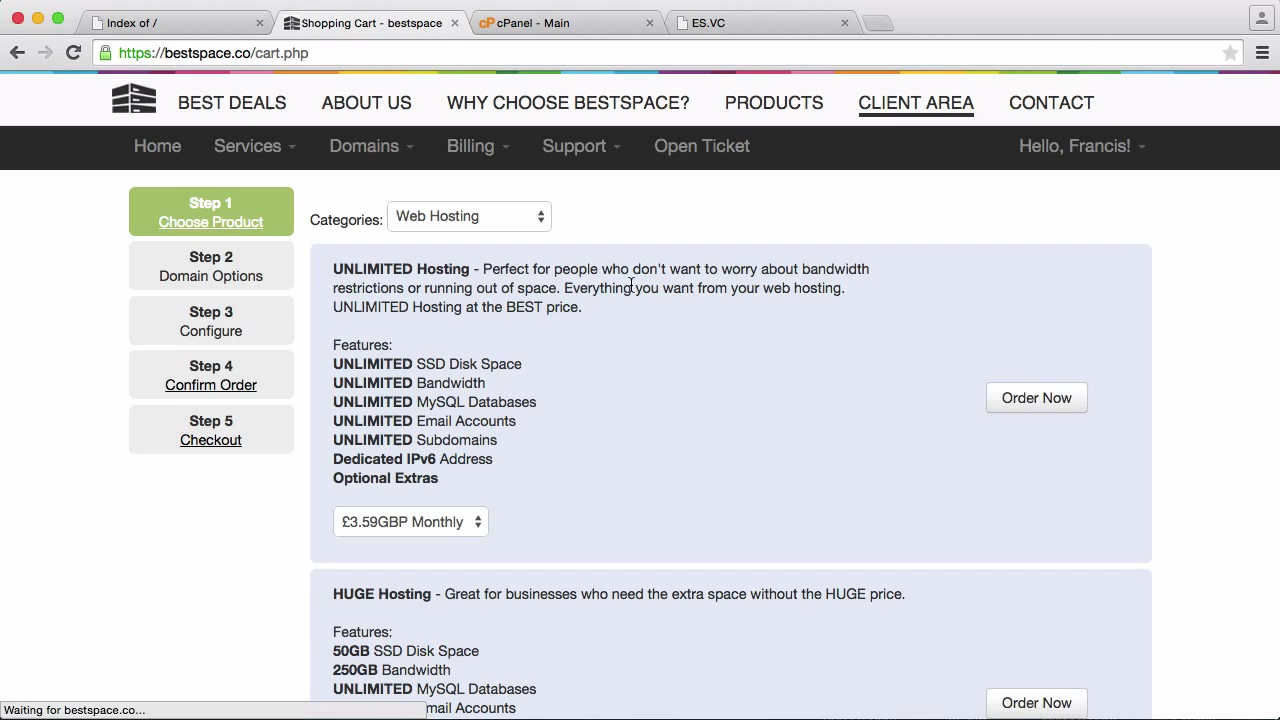 Index of /
Shopping Cart - bestspace
cP cPanel - Main
ES.VC
https://bestspace.co/cart.php
BEST DEALS ABOUT US WHY CHOOSE BESTSPACE? PRODUCTS CLIENT AREA CONTACT
Home Services Domains Billing Support Open Ticket Hello, Francis!
Step 1
Choose Product
Step 2
Domain Options
Step 3
Configure
Step 4
Confirm Order
Step 5
Checkout
Categories: Web Hosting
UNLIMITED Hosting - Perfect for people who don't want to worry about bandwidth
restrictions or running out of space. Everything you want from your web hosting.
UNLIMITED Hosting at the BEST price.
Features:
UNLIMITED SSD Disk Space
UNLIMITED Bandwidth
UNLIMITED MySQL Databases
UNLIMITED Email Accounts
UNLIMITED Subdomains
Dedicated IPv6 Address
Optional Extras
£3.59GBP Monthly
Order Now
HUGE Hosting - Great for businesses who need the extra space without the HUGE price.
Features:
50GB SSD Disk Space
250GB Bandwidth
UNLIMITED MySQL Databases
mail Accounts
Order Now
Waiting for bestspace.co...